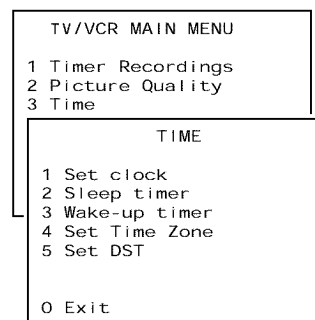 TV/VCR MAIN MENU
1 Timer Recordings
2 Picture Quality
3 Time
TIME
1 Set clock
2 Sleep timer
3 Wake-up timer
4 Set Time Zone
5 Set DST
0 Exit